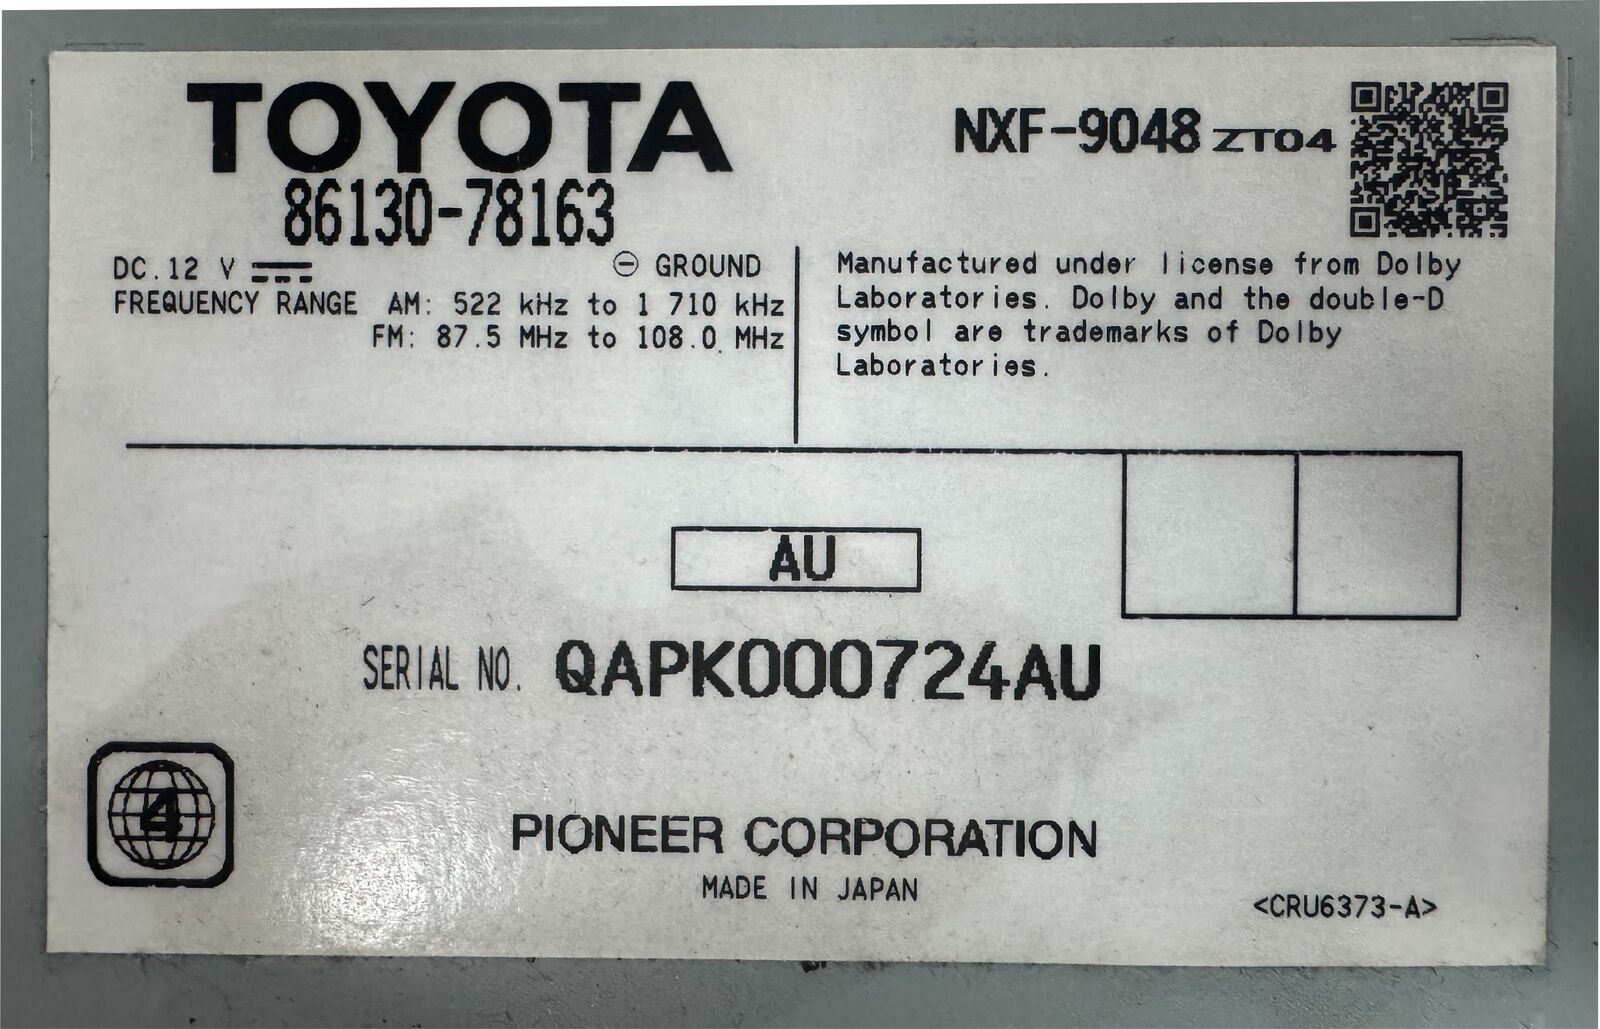 TOYOTA
86130-78163
NXF-9048 ZT04
DC.12 V
⊖ GROUND
FREQUENCY RANGE AM: 522 kHz to 1 710 kHz
FM: 87.5 MHz to 108.0 MHz
Manufactured under license from Dolby
Laboratories. Dolby and the double-D
symbol are trademarks of Dolby
Laboratories.
AU
SERIAL NO. QAPK000724AU
4
PIONEER CORPORATION
MADE IN JAPAN
<CRU6373-A>